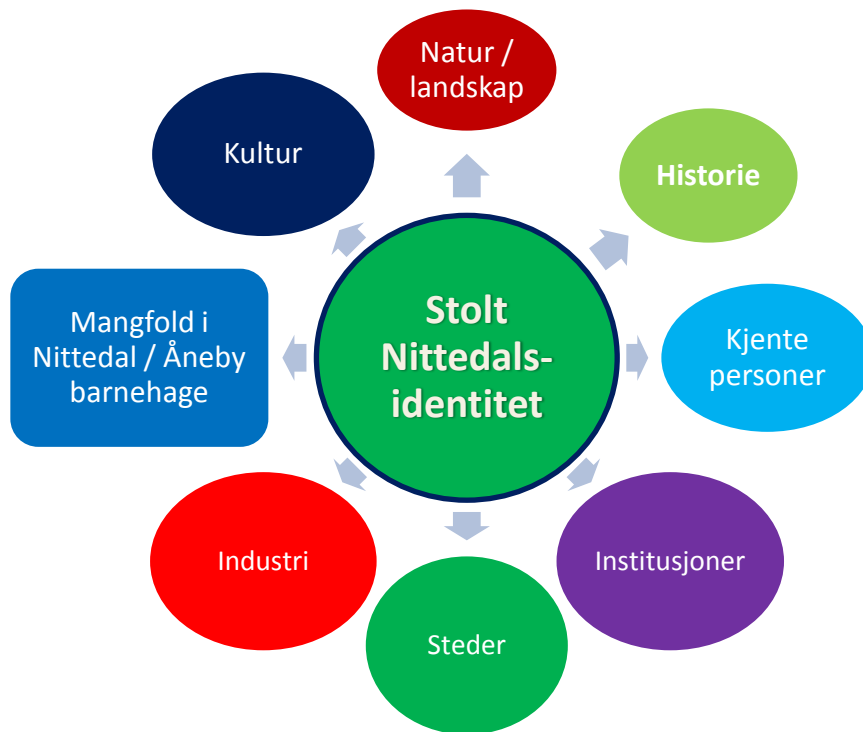 Natur /
landskap
Kultur
Historie
Stolt
Nittedals-
identitet
Mangfold i
Nittedal / Åneby
barnehage
Kjente
personer
Industri
Institusjoner
Steder